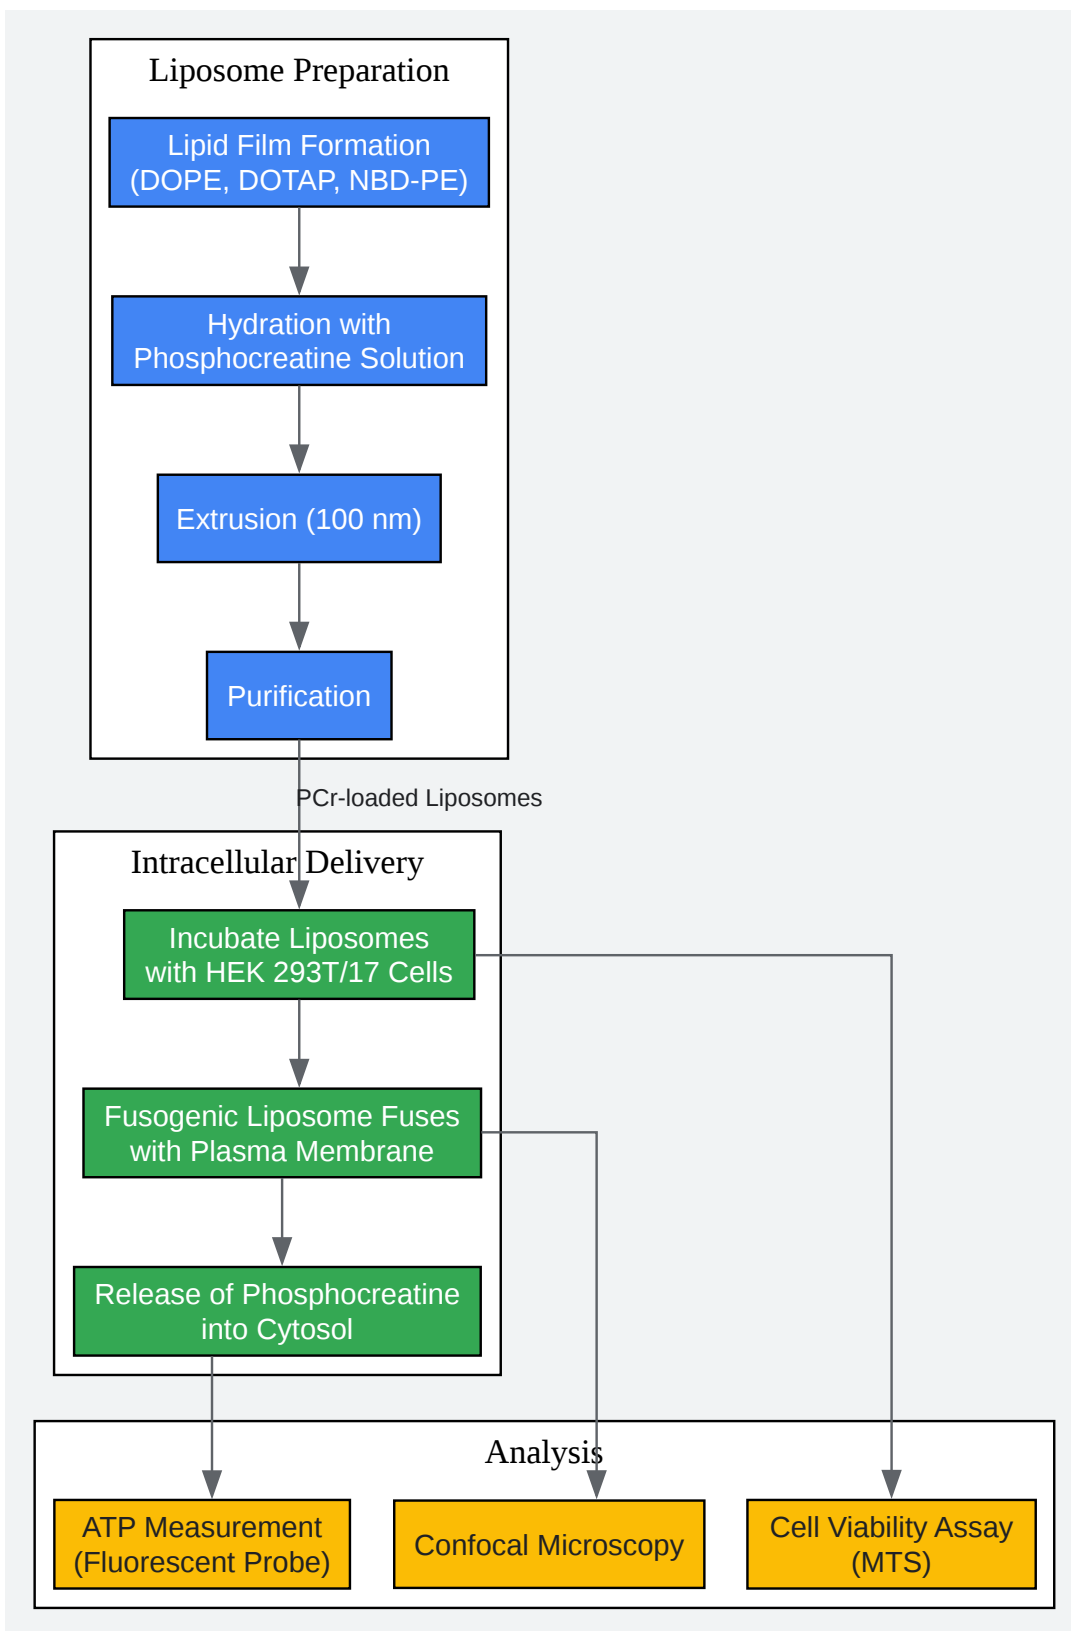 Liposome Preparation
Lipid Film Formation
(DOPE, DOTAP, NBD-PE)
Hydration with
Phosphocreatine Solution
Extrusion (100 nm)
Purification
PCr-loaded Liposomes
Intracellular Delivery
Incubate Liposomes
with HEK 293T/17 Cells
Fusogenic Liposome Fuses
with Plasma Membrane
Release of Phosphocreatine
into Cytosol
Analysis
ATP Measurement
(Fluorescent Probe)
Confocal Microscopy
Cell Viability Assay
(MTS)